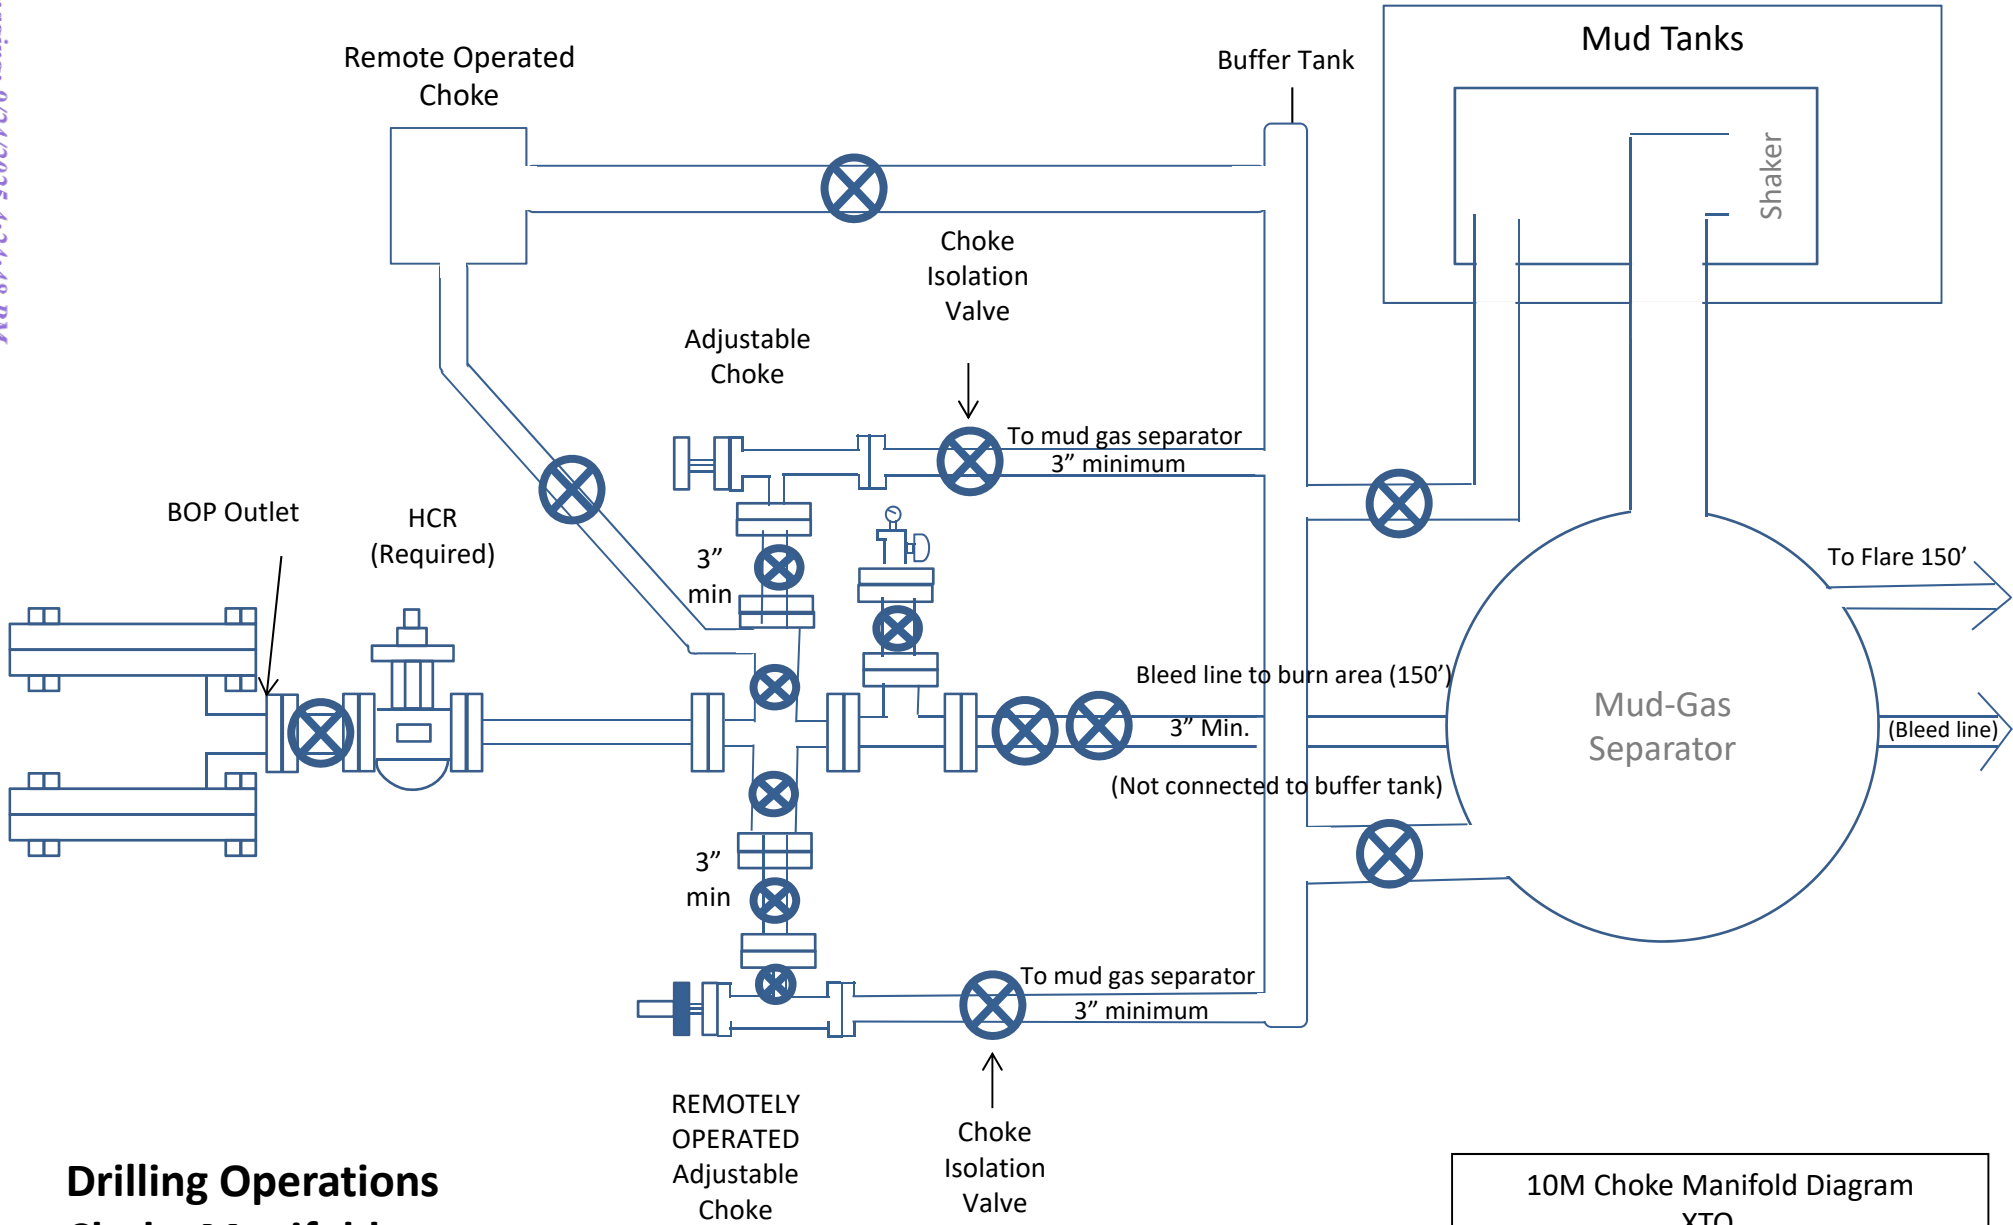 Remote Operated
Choke
Buffer Tank
Mud Tanks
Shaker
Choke
Isolation
Valve
Adjustable
Choke
To mud gas separator
3” minimum
BOP Outlet
HCR
(Required)
3”
min
To Flare 150’
Bleed line to burn area (150’)
3” Min.
(Not connected to buffer tank)
Mud-Gas
Separator
(Bleed line)
3”
min
To mud gas separator
3” minimum
REMOTELY
OPERATED
Adjustable
Choke
Choke
Isolation
Valve
Drilling Operations
Choke Manifold
10M Choke Manifold Diagram
XTO